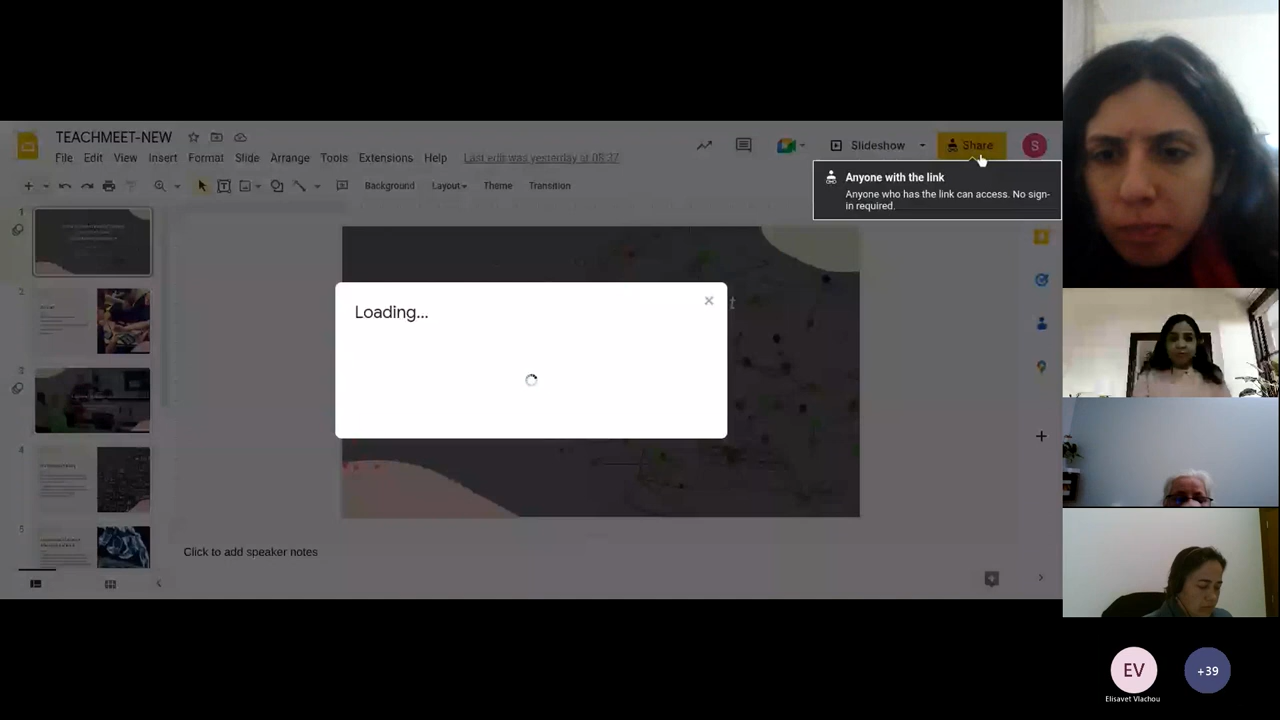 TEACHMEET-NEW
File Edit View Insert Format Slide Arrange Tools Extensions Help Last edit was yesterday at 08:27
Slideshow
Share
S
Anyone with the link
Anyone who has the link can access. No sign-
in required.
Background Layout Theme Transition
1
2
3
4
5
t
Loading...
Click to add speaker notes
EV
+39
Elisavet Vlachou